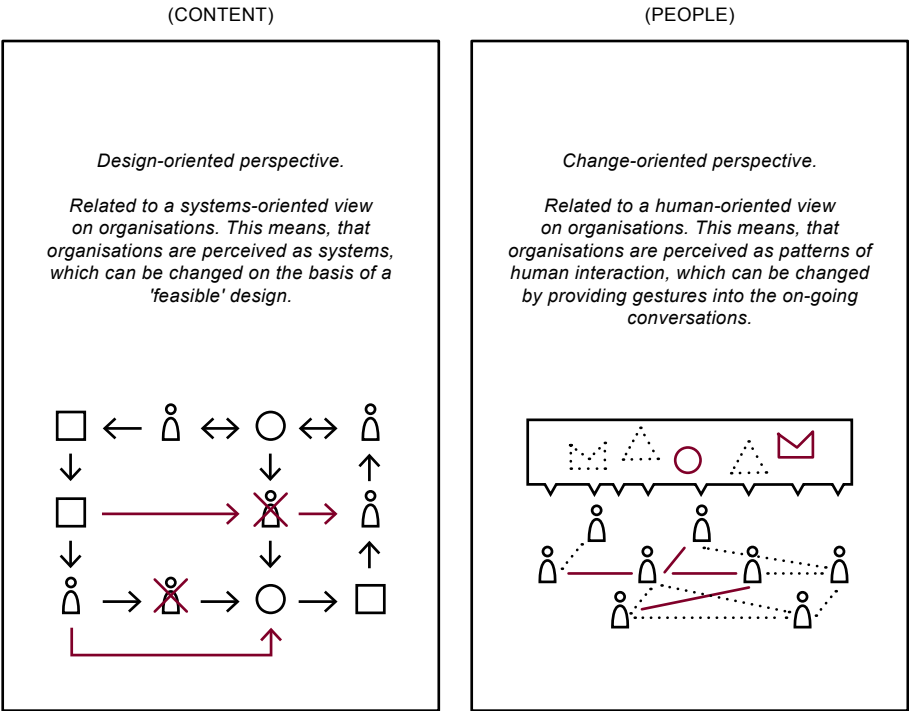 (CONTENT)
Design-oriented perspective.
Related to a systems-oriented view
on organisations. This means, that
organisations are perceived as systems,
which can be changed on the basis of a
'feasible' design.
(PEOPLE)
Change-oriented perspective.
Related to a human-oriented view
on organisations. This means, that
organisations are perceived as patterns of
human interaction, which can be changed
by providing gestures into the on-going
conversations.